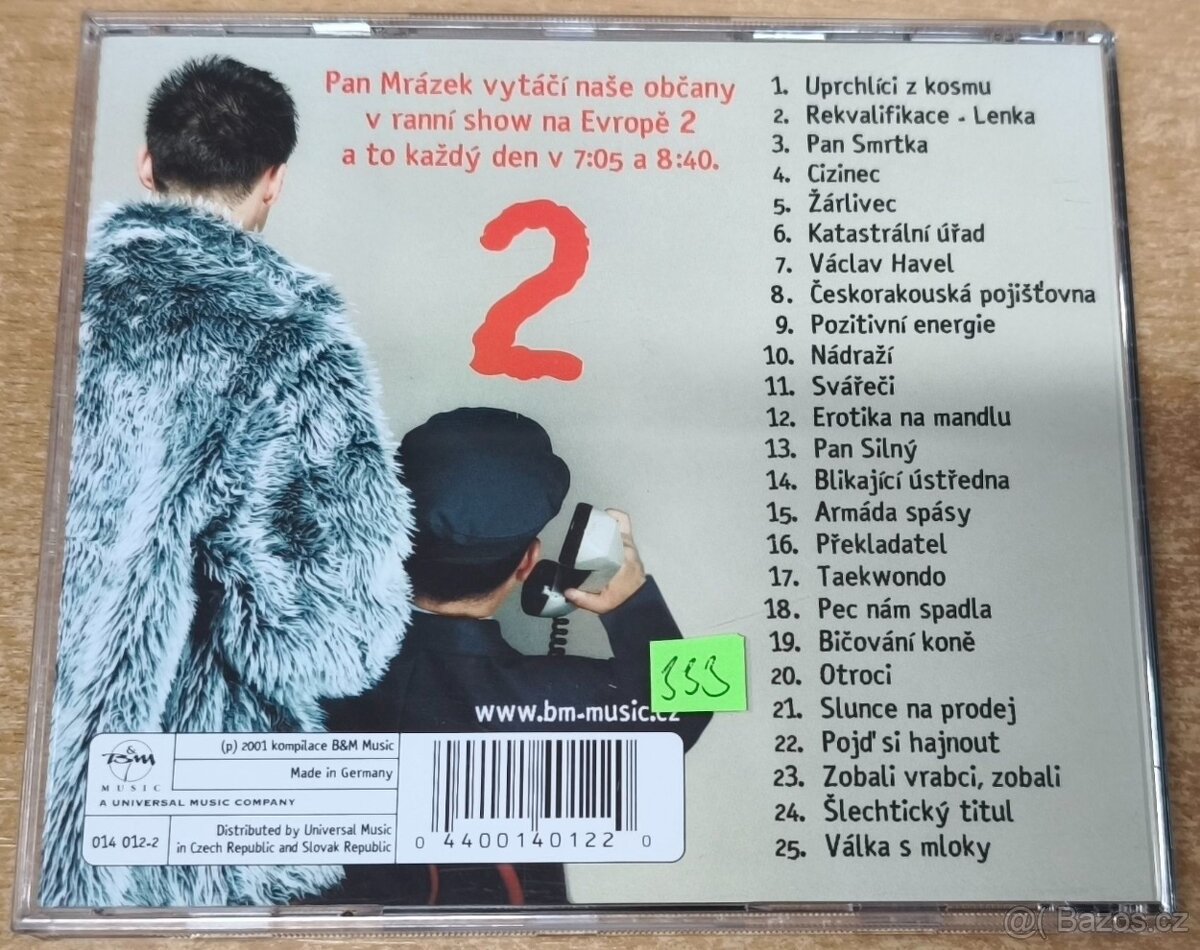 Pan Mrázek vytáčí naše občany
v ranní show na Evropě 2
a to každý den v 7:05 a 8:40.
2
1. Uprchlíci z kosmu
2. Rekvalifikace - Lenka
3. Pan Smrtka
4. Cizinec
5. Žárlivec
6. Katastrální úřad
7. Václav Havel
8. Českorakouská pojišťovna
9. Pozitivní energie
10. Nádraží
11. Svářeči
12. Erotika na mandlu
13. Pan Silný
14. Blikající ústředna
15. Armáda spásy
16. Překladatel
17. Taekwondo
18. Pec nám spadla
19. Bičování koně
20. Otroci
21. Slunce na prodej
22. Pojď si hajnout
23. Zobali vrabci, zobali
24. Šlechtický titul
25. Válka s mloky
353
www.bm-music.cz
B&M
MUSIC
A UNIVERSAL MUSIC COMPANY
014 012-2
(p) 2001 kompilace B&M Music
Made in Germany
Distributed by Universal Music
in Czech Republic and Slovak Republic
0 44001 40122 0
@( Bazos.cz